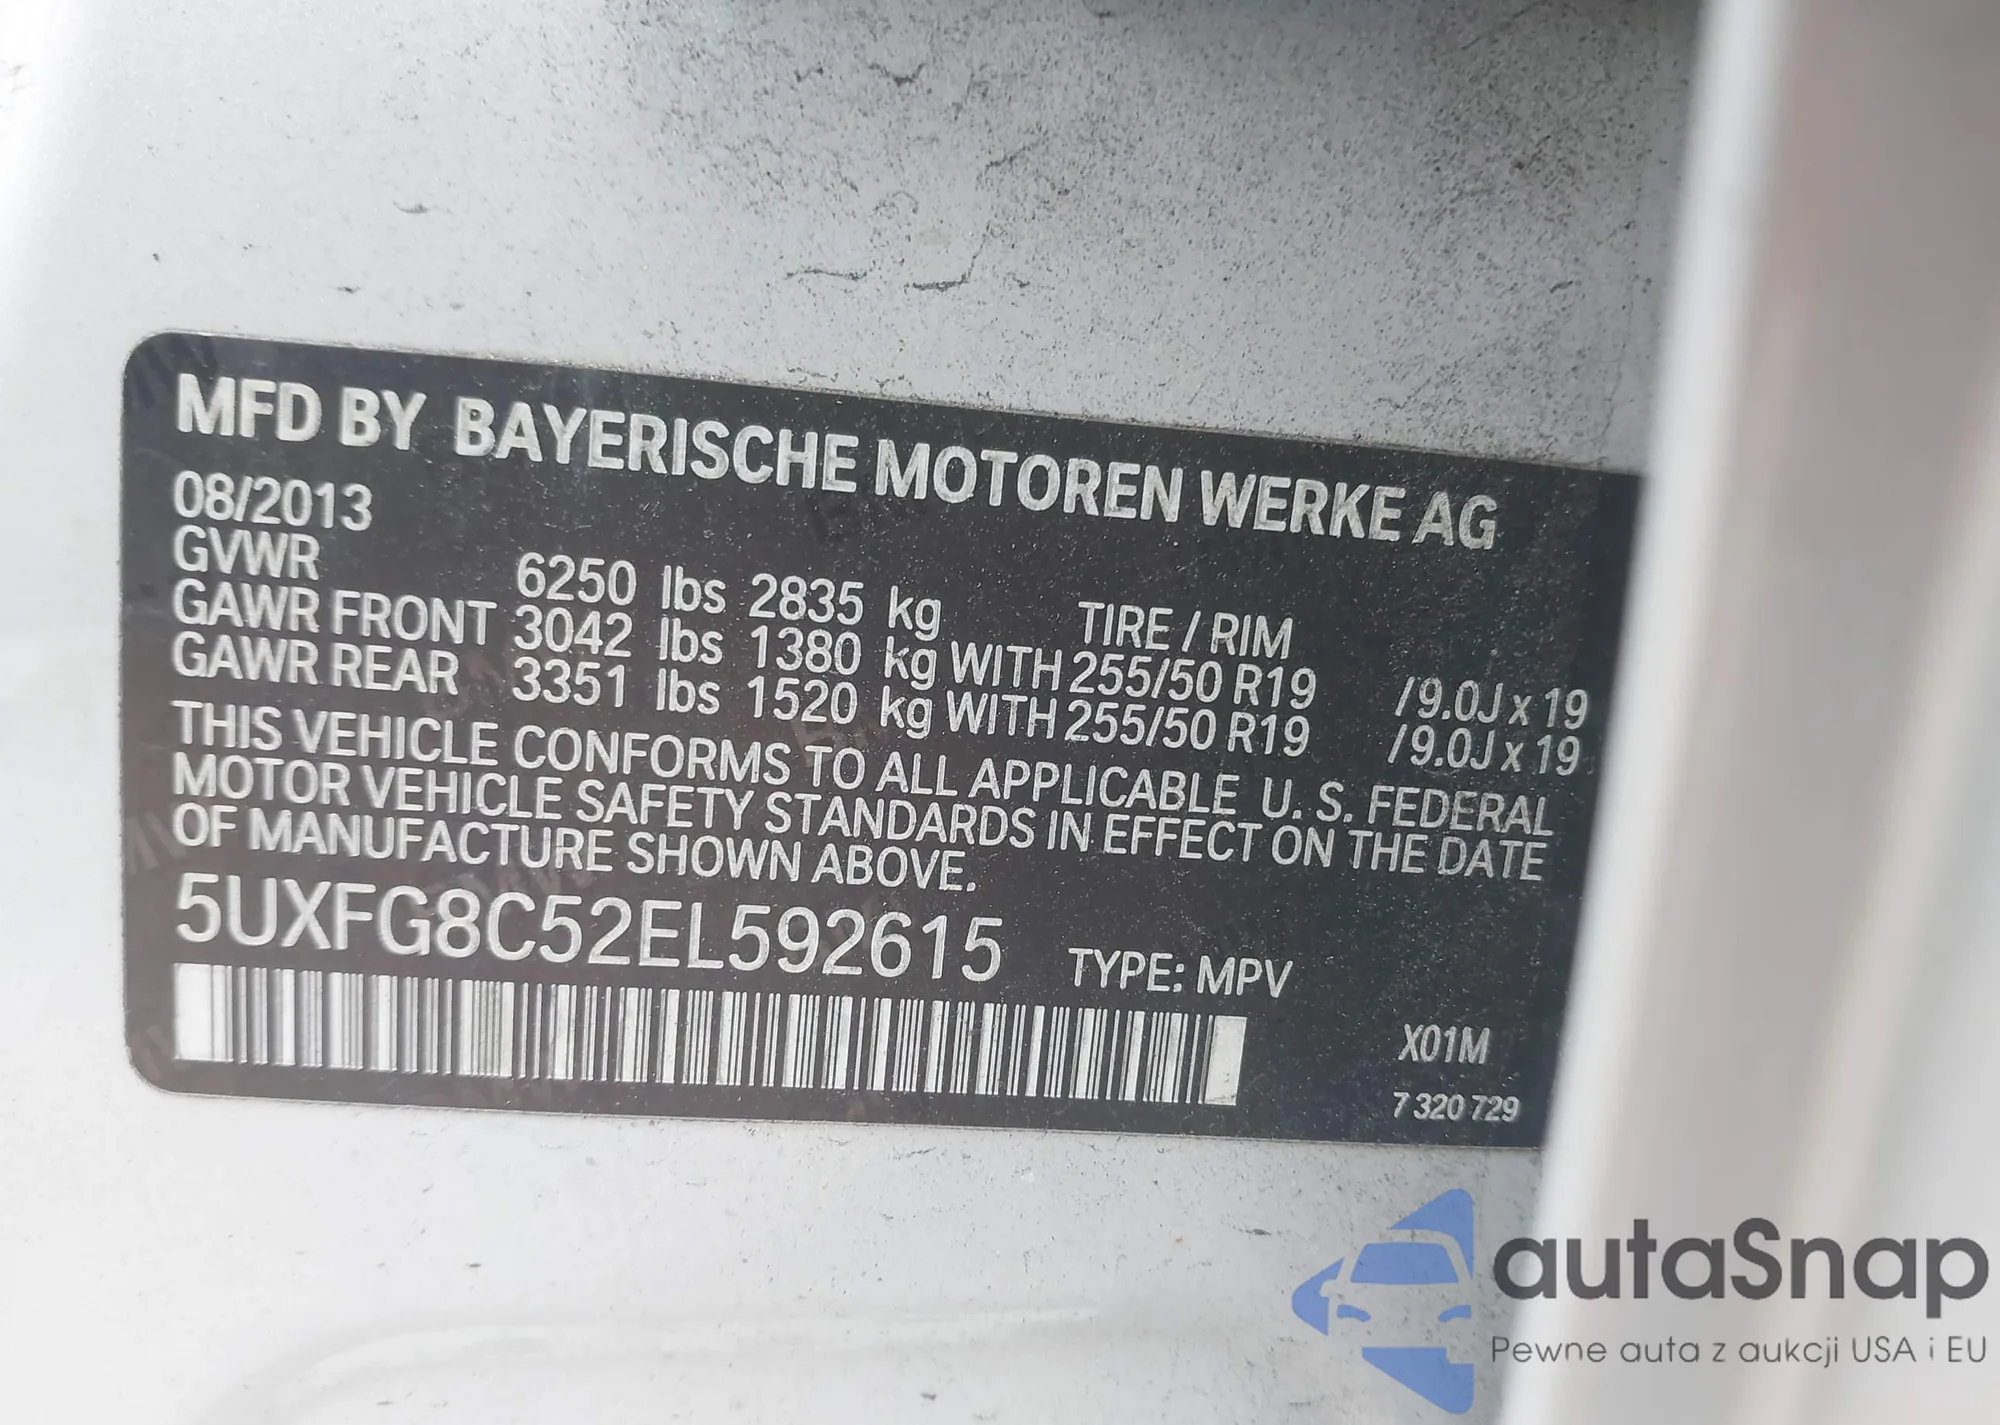 MFD BY BAYERISCHE MOTOREN WERKE AG
08/2013
GVWR 6250 lbs 2835 kg TIRE / RIM
GAWR FRONT 3042 lbs 1380 kg WITH 255/50 R19 /9.0J x 19
GAWR REAR 3351 lbs 1520 kg WITH 255/50 R19 /9.0J x 19
THIS VEHICLE CONFORMS TO ALL APPLICABLE U. S. FEDERAL
MOTOR VEHICLE SAFETY STANDARDS IN EFFECT ON THE DATE
OF MANUFACTURE SHOWN ABOVE.
5UXFG8C52EL592615 TYPE: MPV
X01M
7 320 729
autaSnap
Pewne auta z aukcji USA i EU